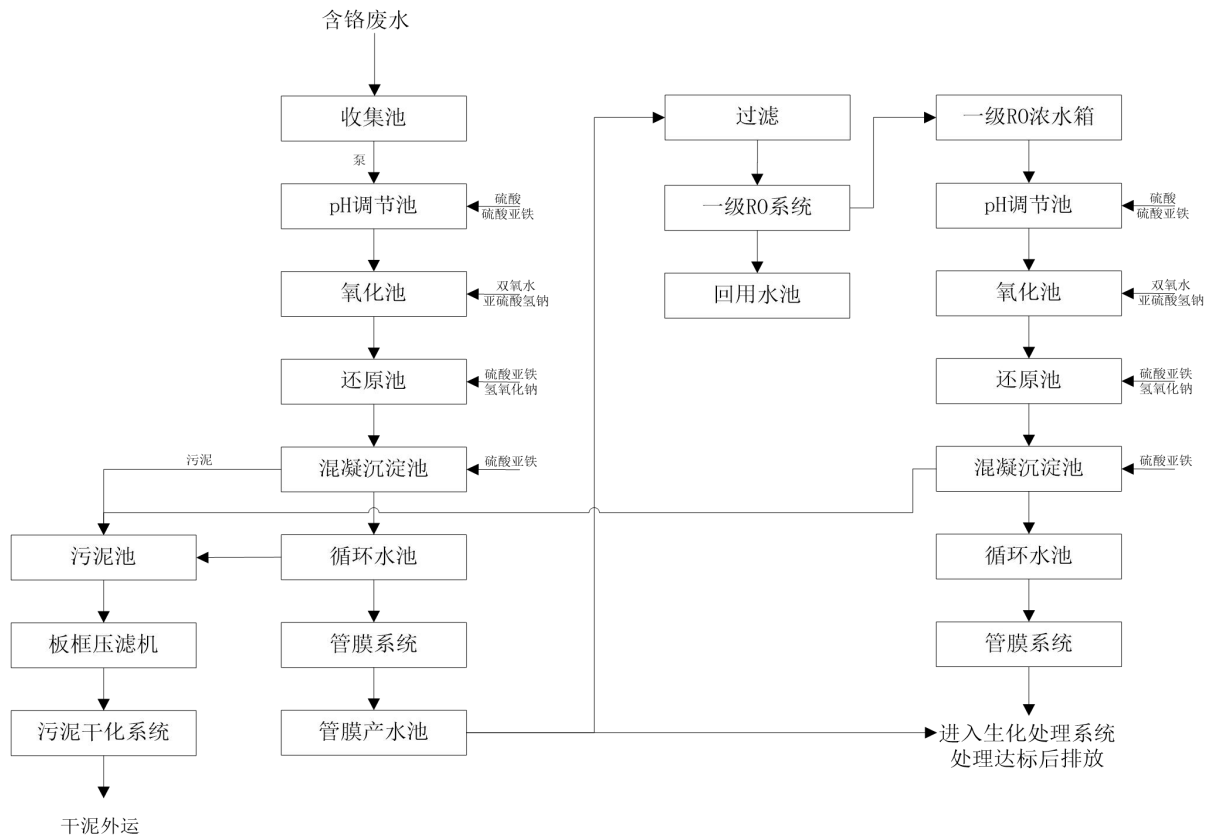 含铬废水
收集池
泵
pH调节池
硫酸
硫酸亚铁
氧化池
双氧水
亚硫酸氢钠
还原池
硫酸亚铁
氢氧化钠
混凝沉淀池
硫酸亚铁
污泥
循环水池
管膜系统
管膜产水池
污泥池
板框压滤机
污泥干化系统
干泥外运
过滤
一级RO系统
回用水池
一级RO浓水箱
pH调节池
硫酸
硫酸亚铁
氧化池
双氧水
亚硫酸氢钠
还原池
硫酸亚铁
氢氧化钠
混凝沉淀池
硫酸亚铁
循环水池
管膜系统
进入生化处理系统
处理达标后排放